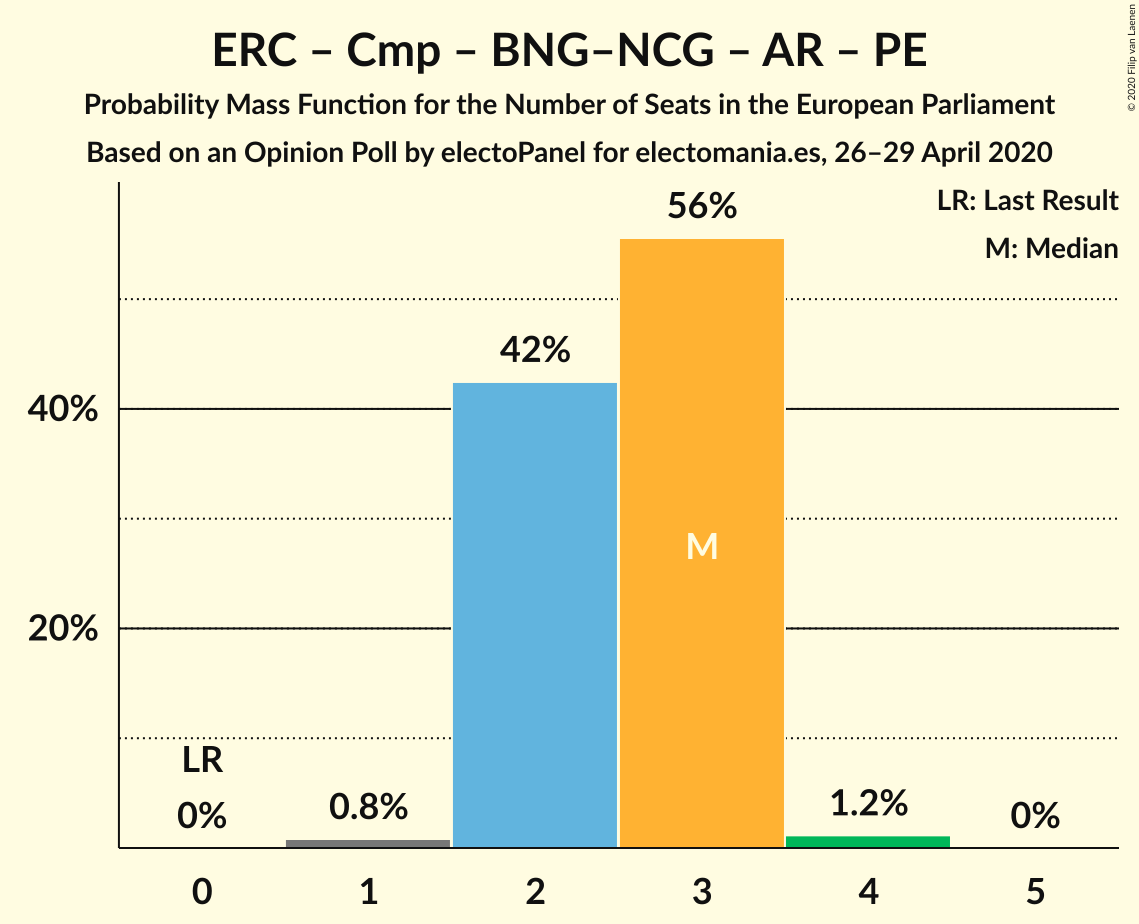 ERC – Cmp – BNG–NCG – AR – PE
Probability Mass Function for the Number of Seats in the European Parliament
Based on an Opinion Poll by electoPanel for electomania.es, 26–29 April 2020
© 2020 Filip van Laenen
LR: Last Result
M: Median
56%
42%
40%
M
20%
LR
0%
0.8%
1.2%
0%
0 1 2 3 4 5